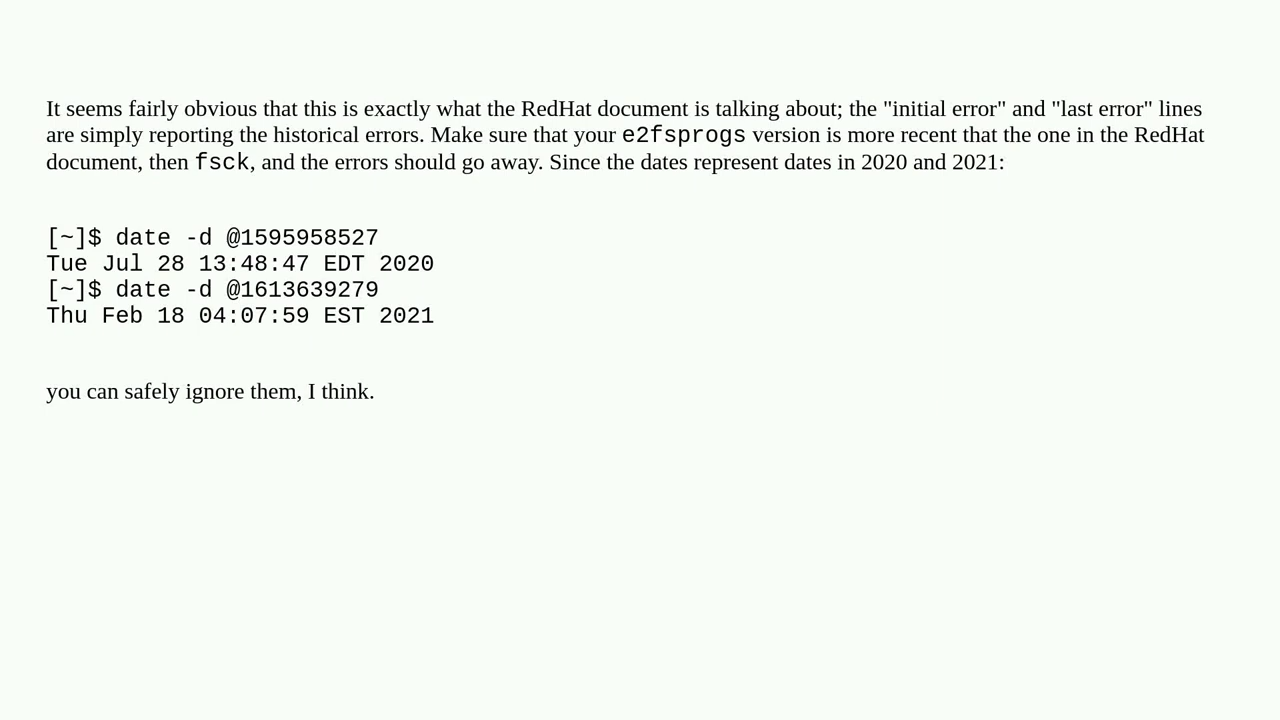 It seems fairly obvious that this is exactly what the RedHat document is talking about; the "initial error" and "last error" lines
are simply reporting the historical errors. Make sure that your e2fsprogs version is more recent that the one in the RedHat
document, then fsck, and the errors should go away. Since the dates represent dates in 2020 and 2021:
[~]$ date -d @1595958527
Tue Jul 28 13:48:47 EDT 2020
[~]$ date -d @1613639279
Thu Feb 18 04:07:59 EST 2021
you can safely ignore them, I think.